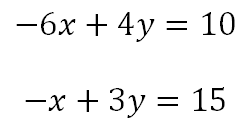 −6x + 4y = 10
−x + 3y = 15